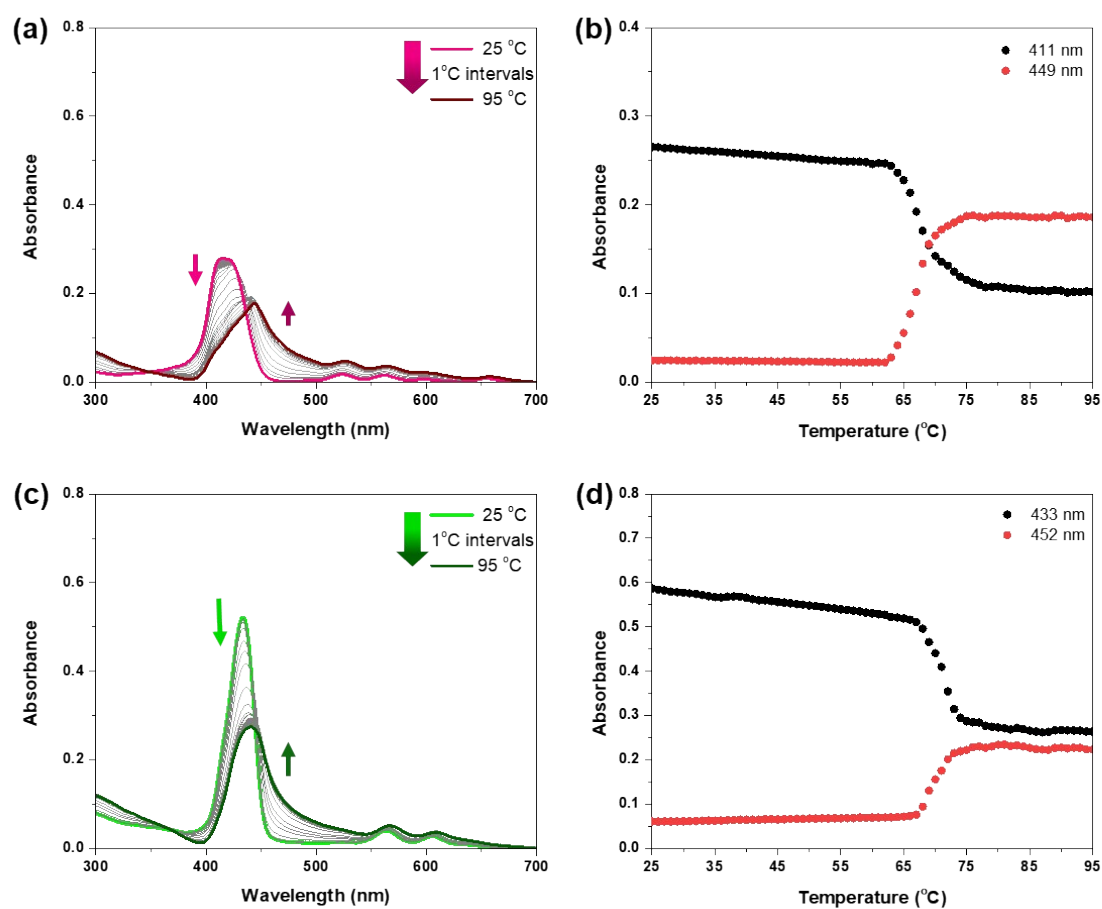 (a)
25 °C
1°C intervals
95 °C
0.8
0.6
0.4
0.2
0.0
Absorbance
300
400
500
600
700
Wavelength (nm)
(b)
411 nm
449 nm
0.4
0.3
0.2
0.1
0.0
Absorbance
25
35
45
55
65
75
85
95
Temperature (°C)
(c)
25 °C
1°C intervals
95 °C
0.8
0.6
0.4
0.2
0.0
Absorbance
300
400
500
600
700
Wavelength (nm)
(d)
433 nm
452 nm
0.8
0.7
0.6
0.5
0.4
0.3
0.2
0.1
0.0
Absorbance
25
35
45
55
65
75
85
95
Temperature (°C)